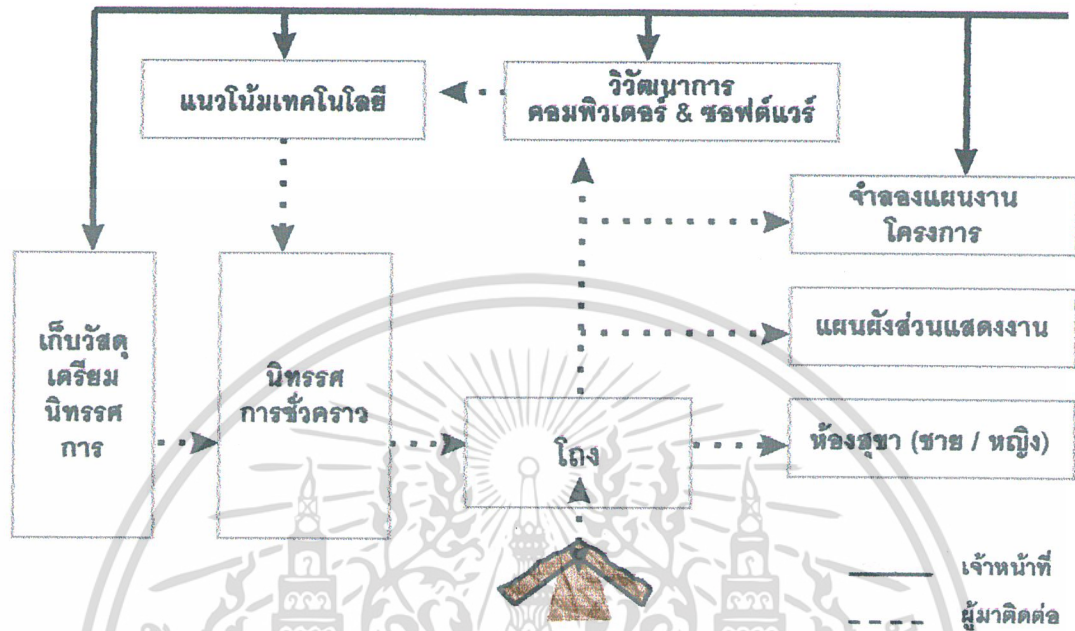 แนวโน้มเทคโนโลยี
วิวัฒนาการ
คอมพิวเตอร์ & ซอฟต์แวร์
จำลองแผนงาน
โครงการ
เก็บวัสดุ
เตรียม
นิทรรศ
การ
นิทรรศ
การชั่วคราว
แผนผังส่วนแสดงงาน
โถง
ห้องสุขา (ชาย / หญิง)
เจ้าหน้าที่
ผู้มาติดต่อ